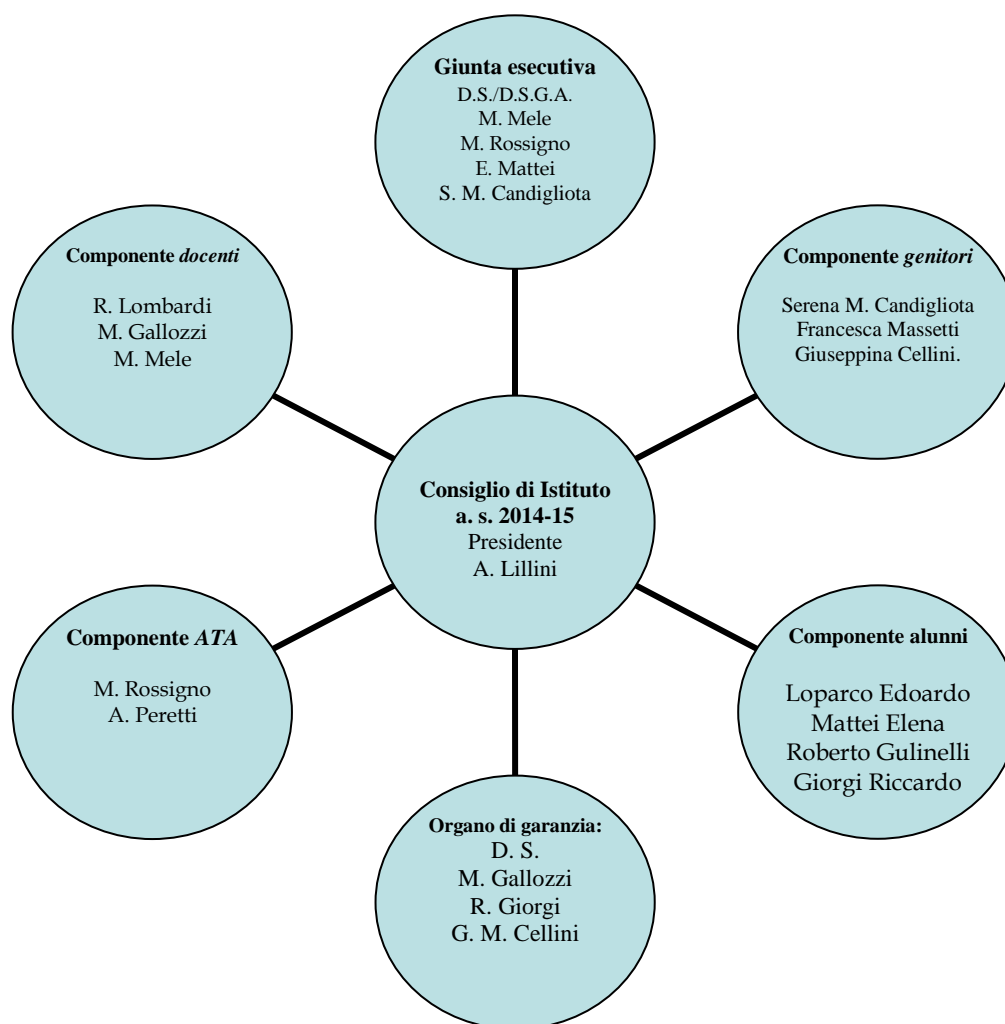 Giunta esecutiva
D.S./D.S.G.A.
M. Mele
M. Rossigno
E. Mattei
S. M. Candigliota
Componente docenti
R. Lombardi
M. Gallozzi
M. Mele
Componente genitori
Serena M. Candigliota
Francesca Massetti
Giuseppina Cellini.
Consiglio di Istituto
a. s. 2014-15
Presidente
A. Lillini
Componente ATA
M. Rossigno
A. Peretti
Componente alunni
Loparco Edoardo
Mattei Elena
Roberto Gulinelli
Giorgi Riccardo
Organo di garanzia:
D. S.
M. Gallozzi
R. Giorgi
G. M. Cellini